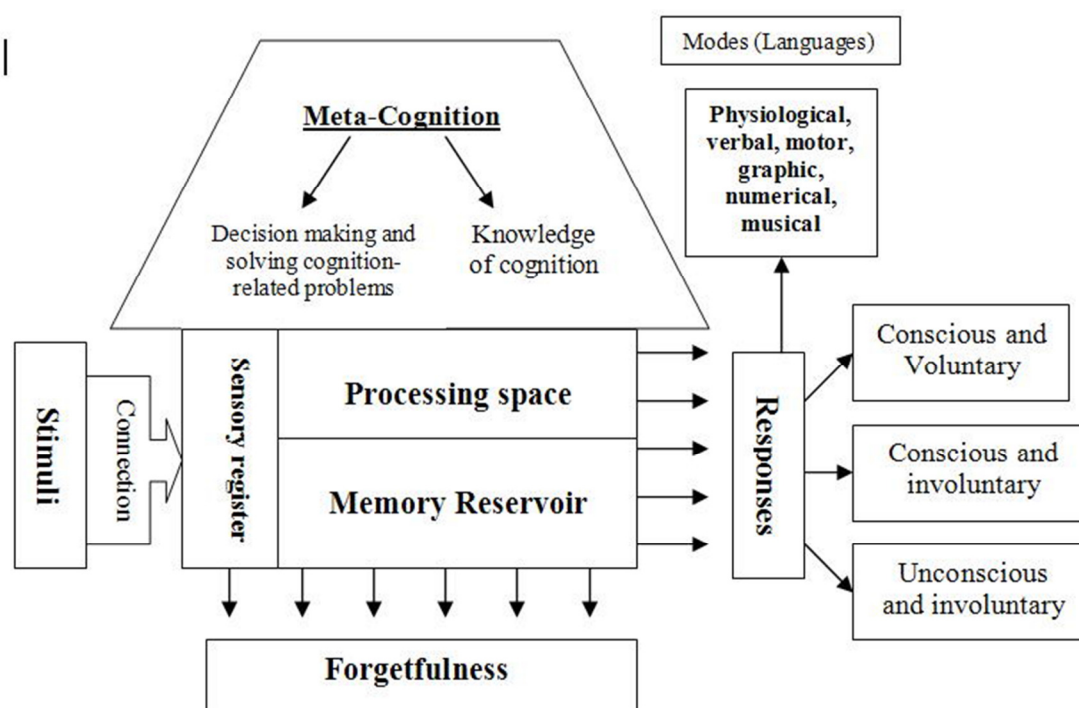 Modes (Languages)
Physiological,
verbal, motor,
graphic,
numerical,
musical
Meta-Cognition
Decision making and
solving cognition-
related problems
Knowledge
of cognition
Stimuli
Connection
Sensory register
Processing space
Memory Reservoir
Responses
Conscious and
Voluntary
Conscious and
involuntary
Unconscious
and involuntary
Forgetfulness